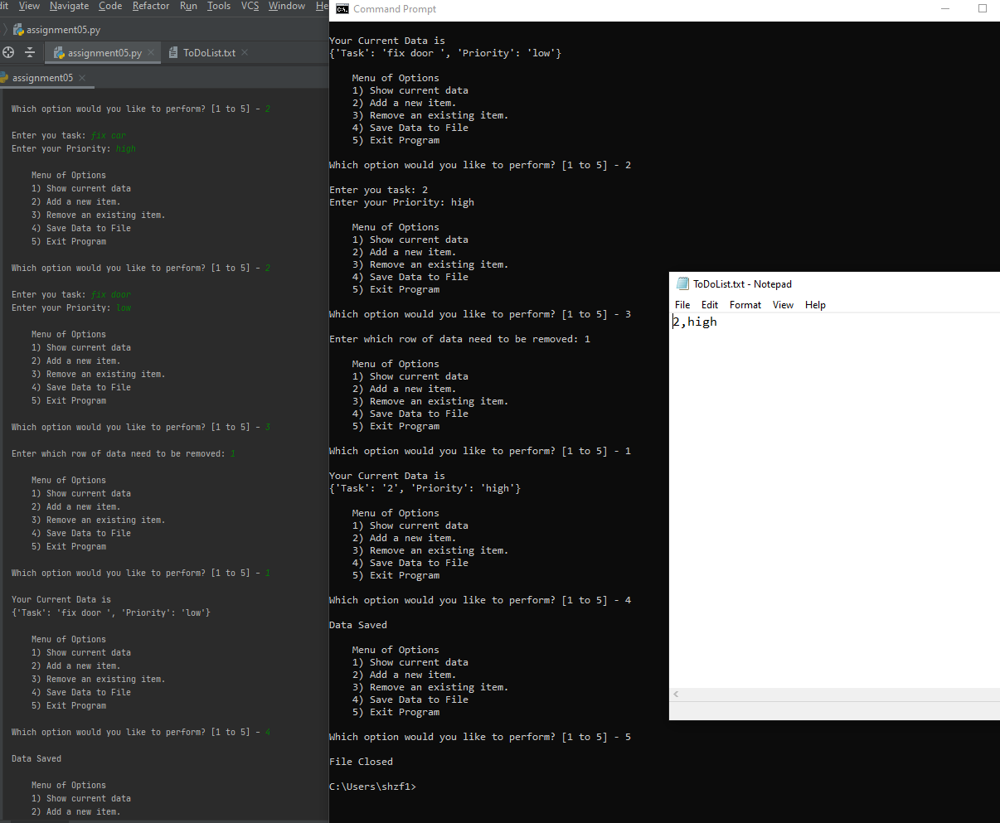 dit View Navigate Code Refactor Run Tools VCS Window He
assignment05.py
assignment05.py ToDoList.txt
assignment05
Which option would you like to perform? [1 to 5] - 2
Enter you task: fix car
Enter your Priority: high
Menu of Options
1) Show current data
2) Add a new item.
3) Remove an existing item.
4) Save Data to File
5) Exit Program
Which option would you like to perform? [1 to 5] - 2
Enter you task: fix door
Enter your Priority: low
Menu of Options
1) Show current data
2) Add a new item.
3) Remove an existing item.
4) Save Data to File
5) Exit Program
Which option would you like to perform? [1 to 5] - 3
Enter which row of data need to be removed: 1
Menu of Options
1) Show current data
2) Add a new item.
3) Remove an existing item.
4) Save Data to File
5) Exit Program
Which option would you like to perform? [1 to 5] - 1
Your Current Data is
{'Task': 'fix door ', 'Priority': 'low'}
Menu of Options
1) Show current data
2) Add a new item.
3) Remove an existing item.
4) Save Data to File
5) Exit Program
Which option would you like to perform? [1 to 5] - 4
Data Saved
Menu of Options
1) Show current data
2) Add a new item.
Command Prompt
Your Current Data is
{'Task': 'fix door ', 'Priority': 'low'}
Menu of Options
1) Show current data
2) Add a new item.
3) Remove an existing item.
4) Save Data to File
5) Exit Program
Which option would you like to perform? [1 to 5] - 2
Enter you task: 2
Enter your Priority: high
Menu of Options
1) Show current data
2) Add a new item.
3) Remove an existing item.
4) Save Data to File
5) Exit Program
Which option would you like to perform? [1 to 5] - 3
Enter which row of data need to be removed: 1
Menu of Options
1) Show current data
2) Add a new item.
3) Remove an existing item.
4) Save Data to File
5) Exit Program
Which option would you like to perform? [1 to 5] - 1
Your Current Data is
{'Task': '2', 'Priority': 'high'}
Menu of Options
1) Show current data
2) Add a new item.
3) Remove an existing item.
4) Save Data to File
5) Exit Program
Which option would you like to perform? [1 to 5] - 4
Data Saved
Menu of Options
1) Show current data
2) Add a new item.
3) Remove an existing item.
4) Save Data to File
5) Exit Program
Which option would you like to perform? [1 to 5] - 5
File Closed
C:\Users\shzf1>
ToDoList.txt - Notepad
File Edit Format View Help
2,high